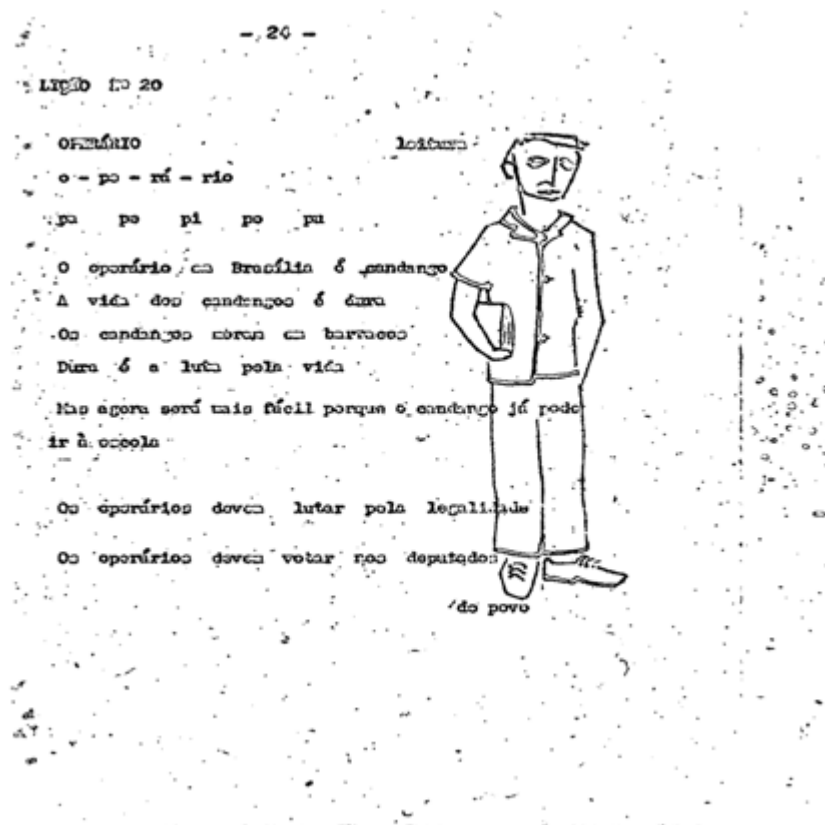 - 24 -
LIÇÃO Nº 20
OPERÁRIO leitura
o - pe - rá - rio
pa pe pi po pu
O operário em Brasília é candango
A vida dos candangos é dura
Os candangos moram em barracos
Dura é a luta pela vida
Mas agora será mais fácil porque o candango já pode
ir à escola
Os operários devem lutar pela legalidade
Os operários devem votar nos deputados
do povo